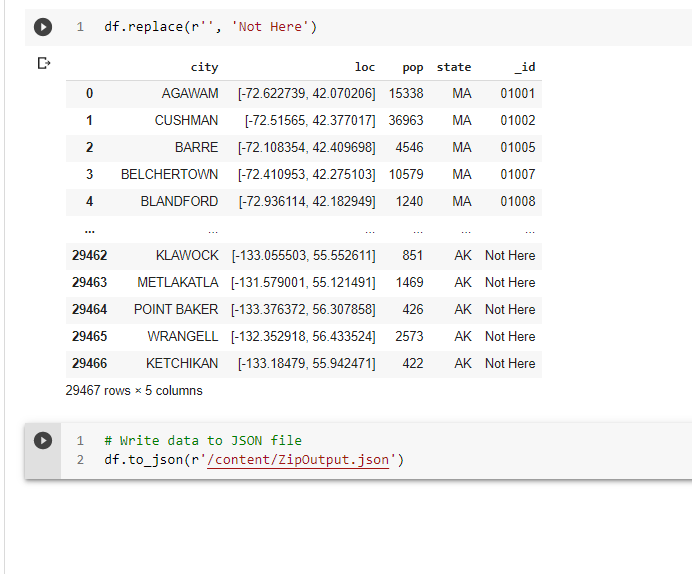 1 df.replace(r'', 'Not Here')
city loc pop state _id
0 AGAWAM [-72.622739, 42.070206] 15338 MA 01001
1 CUSHMAN [-72.51565, 42.377017] 36963 MA 01002
2 BARRE [-72.108354, 42.409698] 4546 MA 01005
3 BELCHERTOWN [-72.410953, 42.275103] 10579 MA 01007
4 BLANDFORD [-72.936114, 42.182949] 1240 MA 01008
... ... ... ... ... ...
29462 KLAWOCK [-133.055503, 55.552611] 851 AK Not Here
29463 METLAKATLA [-131.579001, 55.121491] 1469 AK Not Here
29464 POINT BAKER [-133.376372, 56.307858] 426 AK Not Here
29465 WRANGELL [-132.352918, 56.433524] 2573 AK Not Here
29466 KETCHIKAN [-133.18479, 55.942471] 422 AK Not Here
29467 rows × 5 columns
1 # Write data to JSON file
2 df.to_json(r'/content/ZipOutput.json')